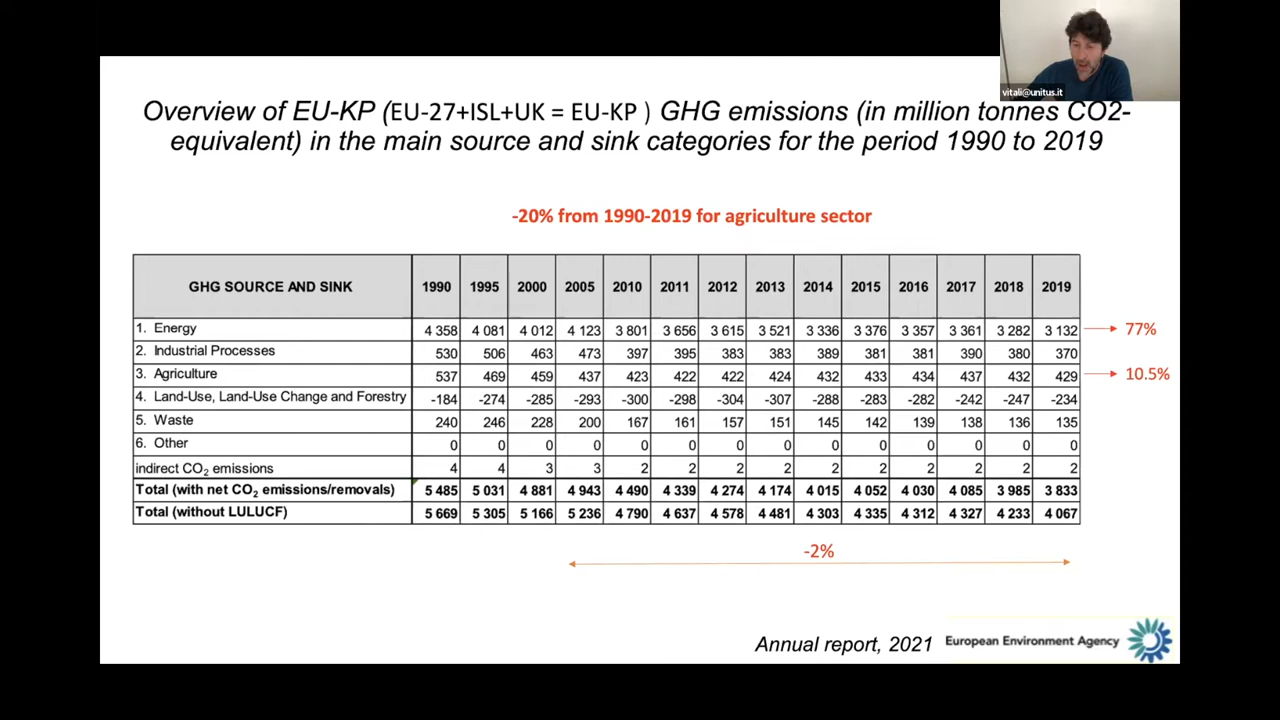 vitali@unitus.it
Overview of EU-KP (EU-27+ISL+UK = EU-KP ) GHG emissions (in million tonnes CO2-
equivalent) in the main source and sink categories for the period 1990 to 2019
-20% from 1990-2019 for agriculture sector
GHG SOURCE AND SINK 1990 1995 2000 2005 2010 2011 2012 2013 2014 2015 2016 2017 2018 2019
1. Energy 4 358 4 081 4 012 4 123 3 801 3 656 3 615 3 521 3 336 3 376 3 357 3 361 3 282 3 132 77%
2. Industrial Processes 530 506 463 473 397 395 383 383 389 381 381 390 380 370
3. Agriculture 537 469 459 437 423 422 422 424 432 433 434 437 432 429 10.5%
4. Land-Use, Land-Use Change and Forestry -184 -274 -285 -293 -300 -298 -304 -307 -288 -283 -282 -242 -247 -234
5. Waste 240 246 228 200 167 161 157 151 145 142 139 138 136 135
6. Other 0 0 0 0 0 0 0 0 0 0 0 0 0 0
indirect CO2 emissions 4 4 3 3 2 2 2 2 2 2 2 2 2 2
Total (with net CO2 emissions/removals) 5 485 5 031 4 881 4 943 4 490 4 339 4 274 4 174 4 015 4 052 4 030 4 085 3 985 3 833
Total (without LULUCF) 5 669 5 305 5 166 5 236 4 790 4 637 4 578 4 481 4 303 4 335 4 312 4 327 4 233 4 067
-2%
Annual report, 2021 European Environment Agency